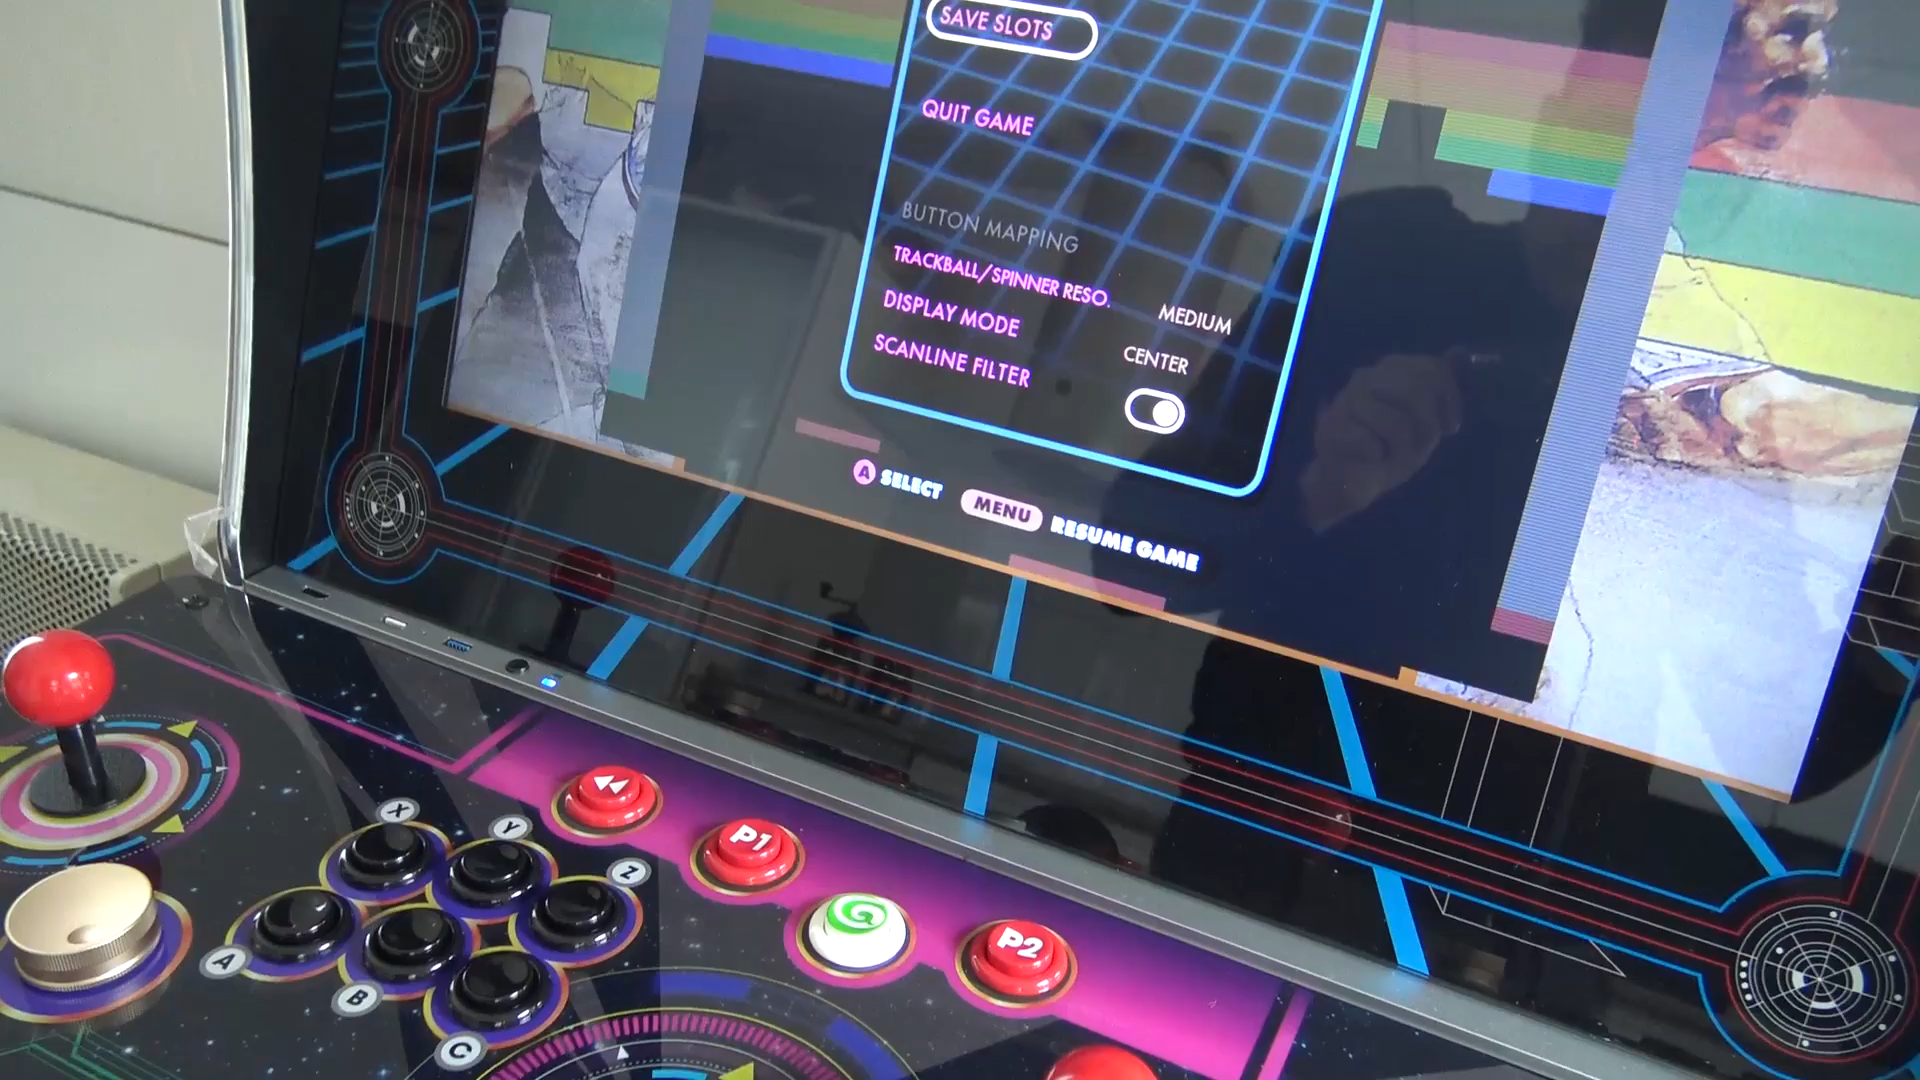 SAVE SLOTS
QUIT GAME
BUTTON MAPPING
TRACKBALL/SPINNER RESO.
MEDIUM
DISPLAY MODE
CENTER
SCANLINE FILTER
A SELECT
MENU RESUME GAME
X
Y
Z
A
B
C
P1
P2